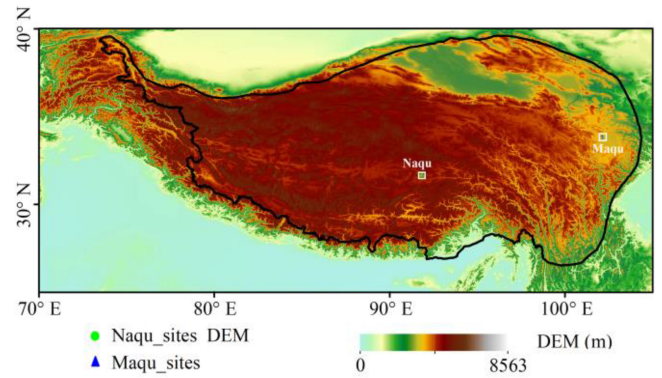 40° N
Maqu
Naqu
30° N
70° E 80° E 90° E 100° E
Naqu_sites DEM DEM (m)
Maqu_sites 0 8563